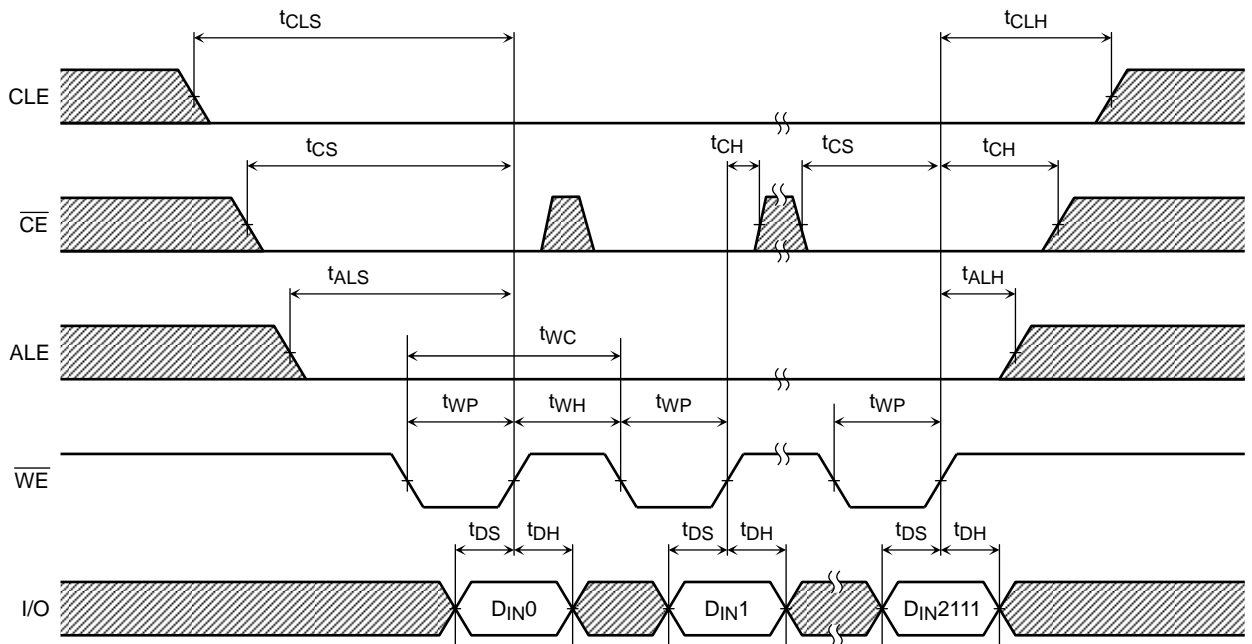 tCLS tCLH
CLE
tCS tCH tCS tCH
CE
tALS tALH
ALE
tWC
tWP tWH tWP tWP
WE
tDS tDH tDS tDH tDS tDH
I/O DIN0 DIN1 DIN2111